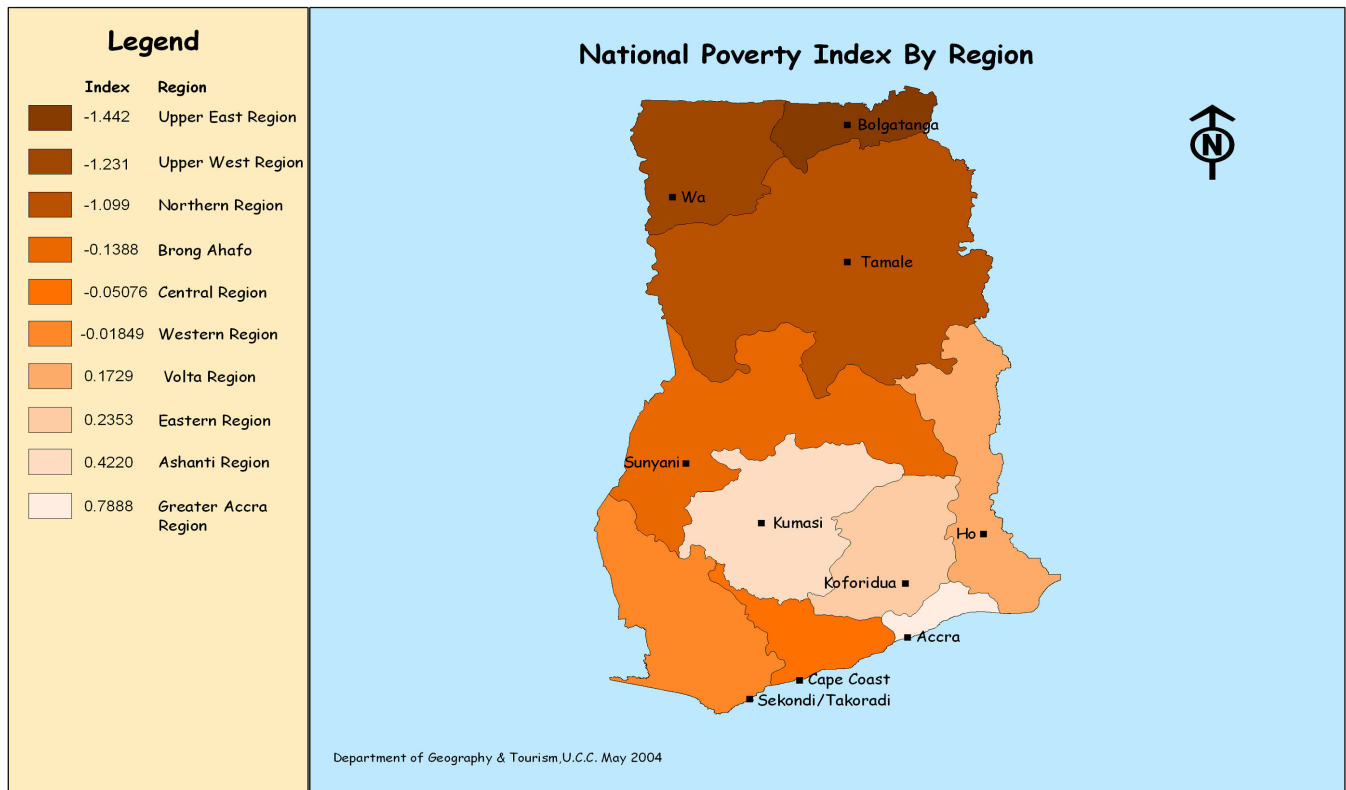 Legend
Index Region
-1.442 Upper East Region
-1.231 Upper West Region
-1.099 Northern Region
-0.1388 Brong Ahafo
-0.05076 Central Region
-0.01849 Western Region
0.1729 Volta Region
0.2353 Eastern Region
0.4220 Ashanti Region
0.7888 Greater Accra
Region
National Poverty Index By Region
N
Bolgatanga
Wa
Tamale
Sunyani
Kumasi
Ho
Koforidua
Accra
Cape Coast
Sekondi/Takoradi
Department of Geography & Tourism,U.C.C. May 2004